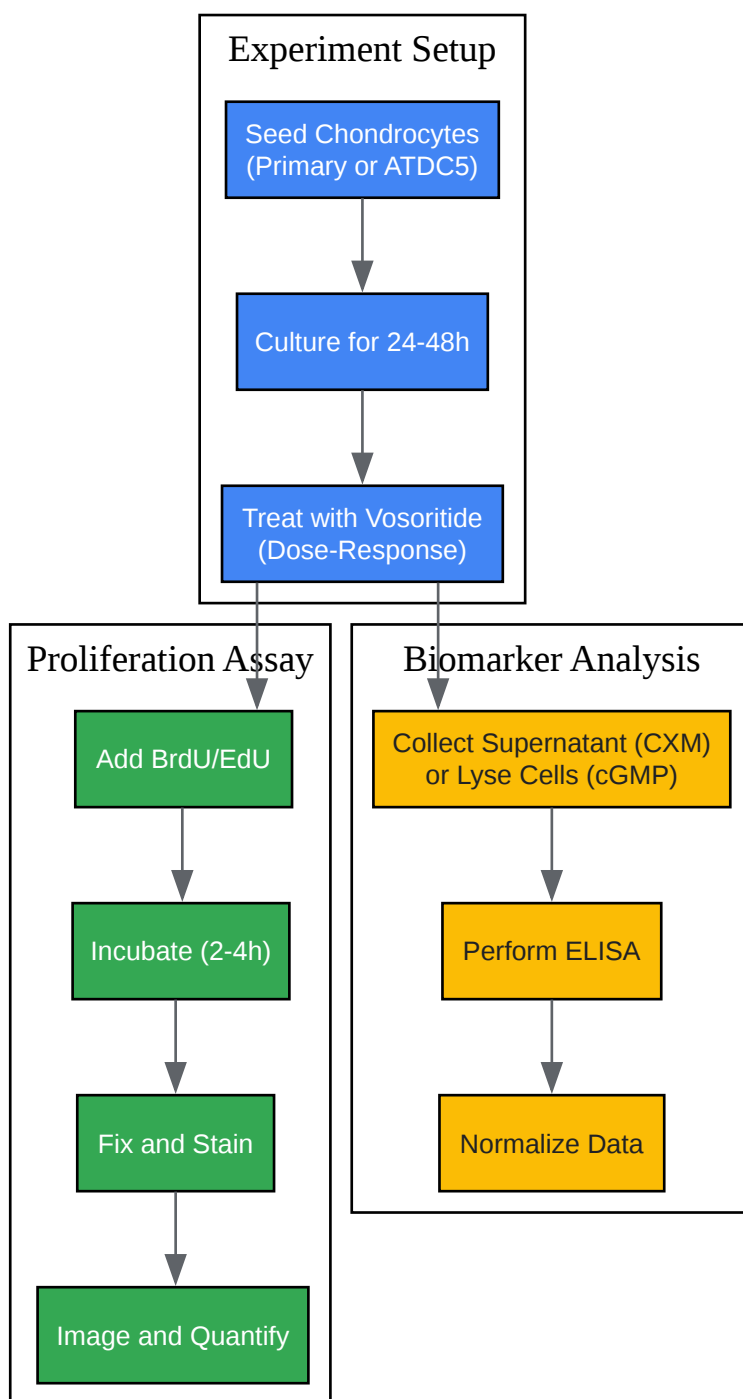 Experiment Setup
Seed Chondrocytes
(Primary or ATDC5)
Culture for 24-48h
Treat with Vosoritide
(Dose-Response)
Proliferation Assay
Add BrdU/EdU
Incubate (2-4h)
Fix and Stain
Image and Quantify
Biomarker Analysis
Collect Supernatant (CXM)
or Lyse Cells (cGMP)
Perform ELISA
Normalize Data